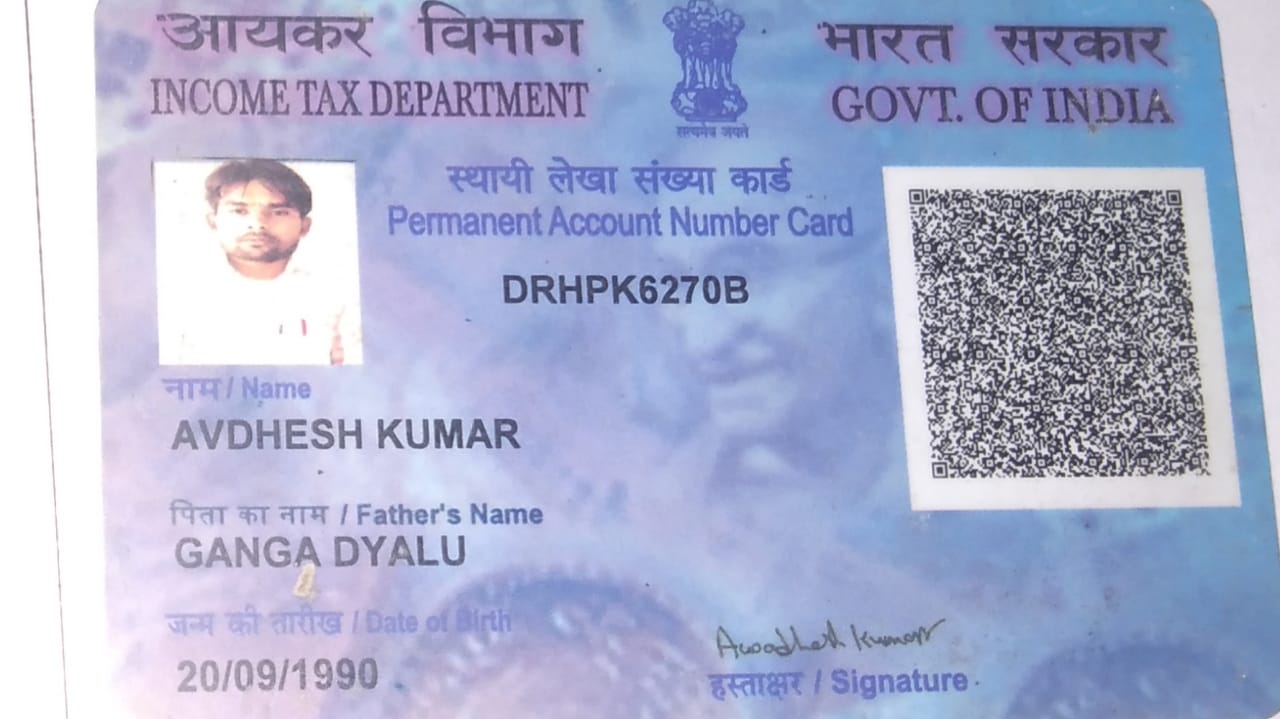 आयकर विभाग
INCOME TAX DEPARTMENT
सत्यमेव जयते
भारत सरकार
GOVT. OF INDIA
स्थायी लेखा संख्या कार्ड
Permanent Account Number Card
DRHPK6270B
नाम / Name
AVDHESH KUMAR
पिता का नाम / Father's Name
GANGA DYALU
जन्म की तारीख / Date of Birth
20/09/1990
Awadhesh Kumar
हस्ताक्षर / Signature